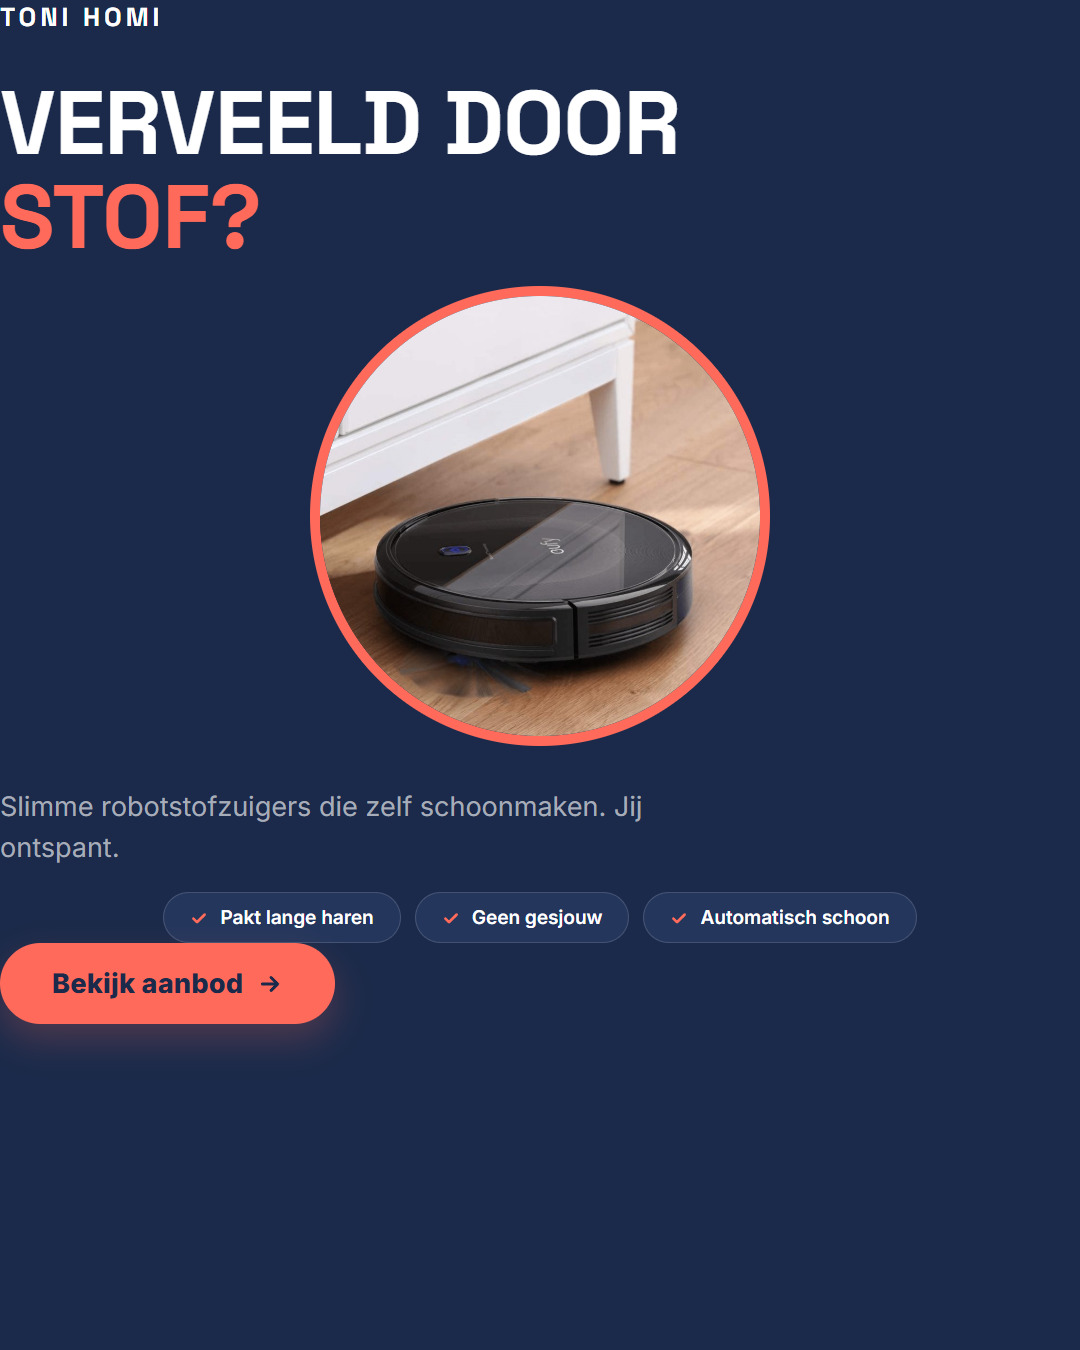 TONI HOMI
VERVEELD DOOR
STOF?
eufy
Slimme robotstofzuigers die zelf schoonmaken. Jij
ontspant.
Pakt lange haren
Geen gesjouw
Automatisch schoon
Bekijk aanbod →